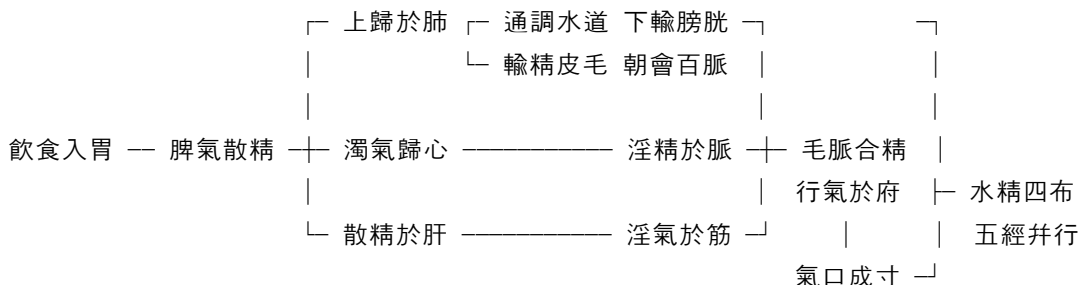 上歸於肺 通調水道 下輸膀胱
輸精皮毛 朝會百脈
飲食入胃 脾氣散精 濁氣歸心 淫精於脈 毛脈合精
行氣於府 水精四布
散精於肝 淫氣於筋 五經并行
氣口成寸